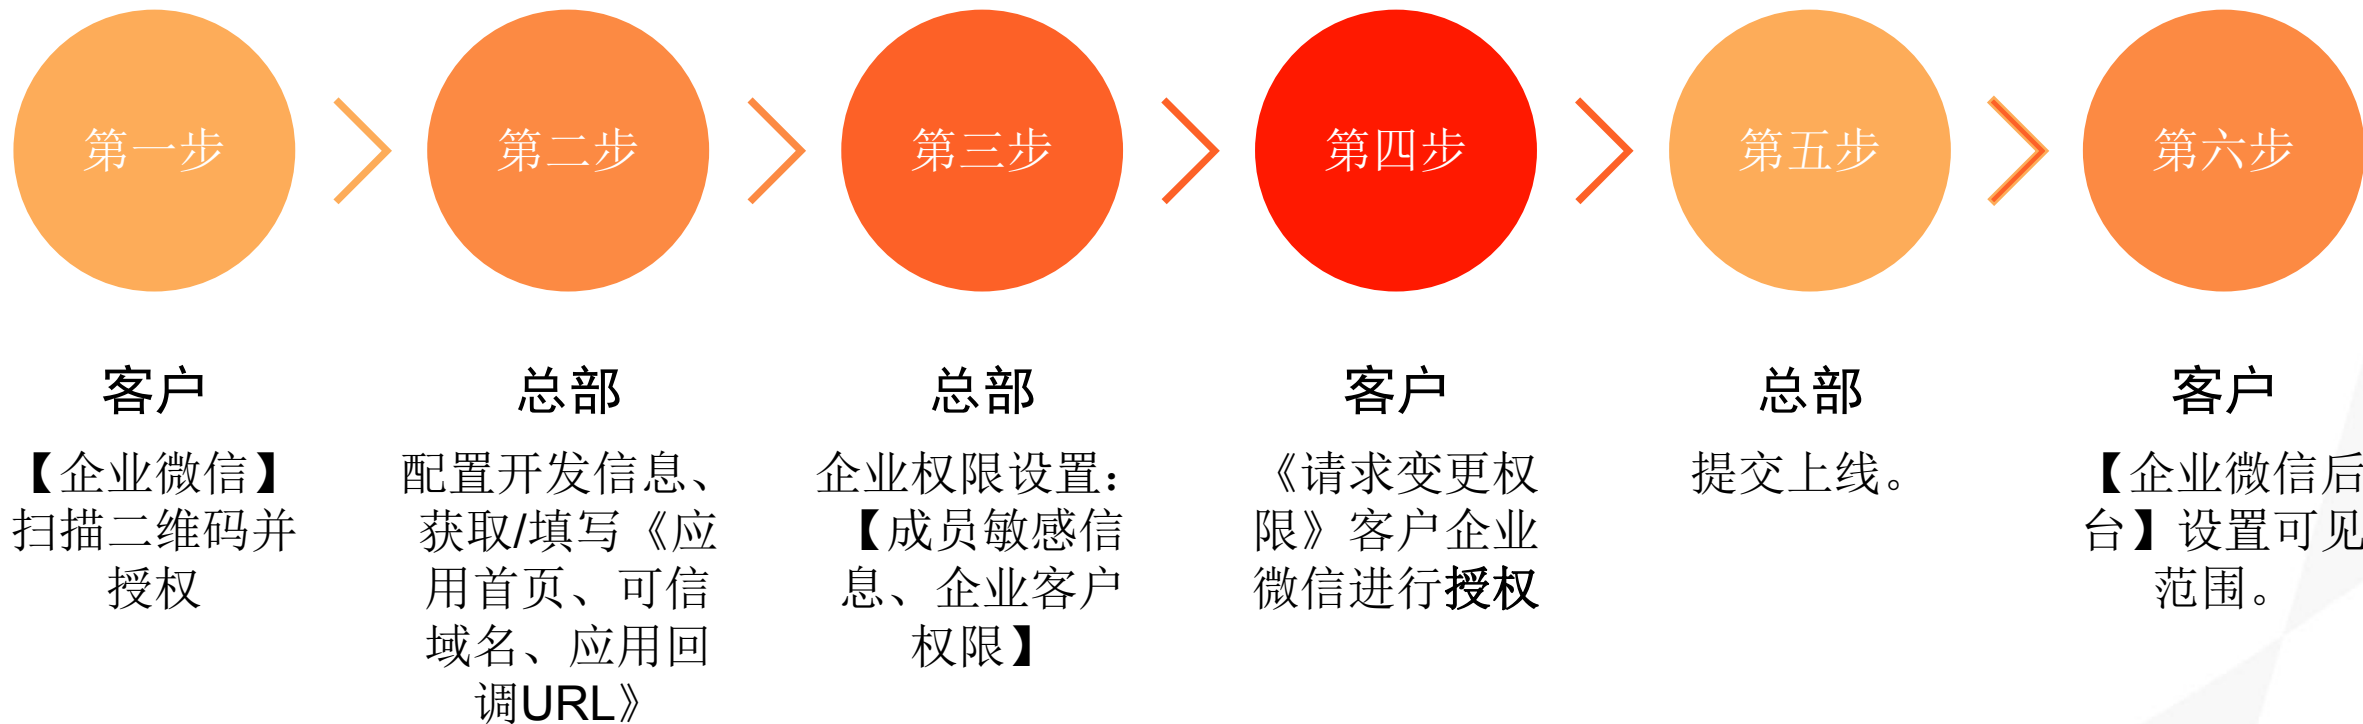 第一步
第二步
第三步
第四步
第五步
第六步
客户
【企业微信】
扫描二维码并
授权
总部
配置开发信息、
获取/填写《应
用首页、可信
域名、应用回
调URL》
总部
企业权限设置：
【成员敏感信
息、企业客户
权限】
客户
《请求变更权
限》客户企业
微信进行授权
总部
提交上线。
客户
【企业微信后
台】设置可见
范围。